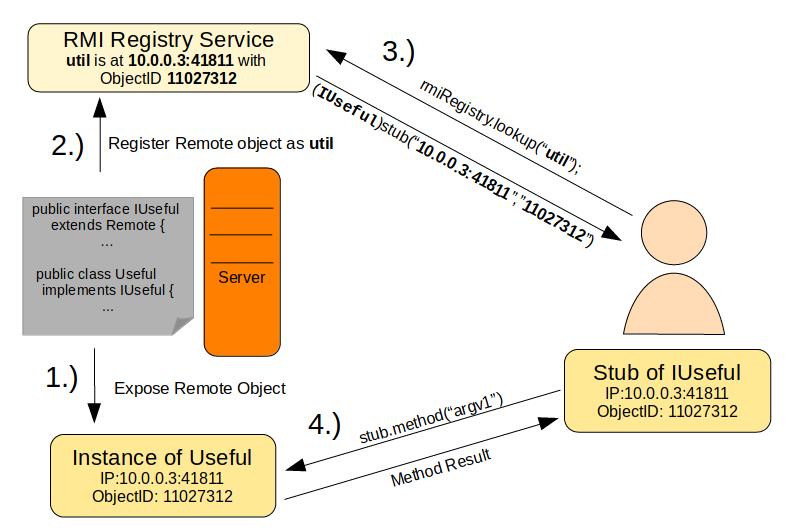 RMI Registry Service
util is at 10.0.0.3:41811 with
ObjectID 11027312
3.)
rmiRegistry.lookup(“util”);
(IUseful)stub(“10.0.0.3:41811”,”11027312”)
2.)
Register Remote object as util
public interface IUseful
extends Remote {
...
public class Useful
implements IUseful {
...
Server
1.)
Expose Remote Object
Stub of IUseful
IP:10.0.0.3:41811
ObjectID: 11027312
4.)
stub.method(“argv1”)
Method Result
Instance of Useful
IP:10.0.0.3:41811
ObjectID: 11027312